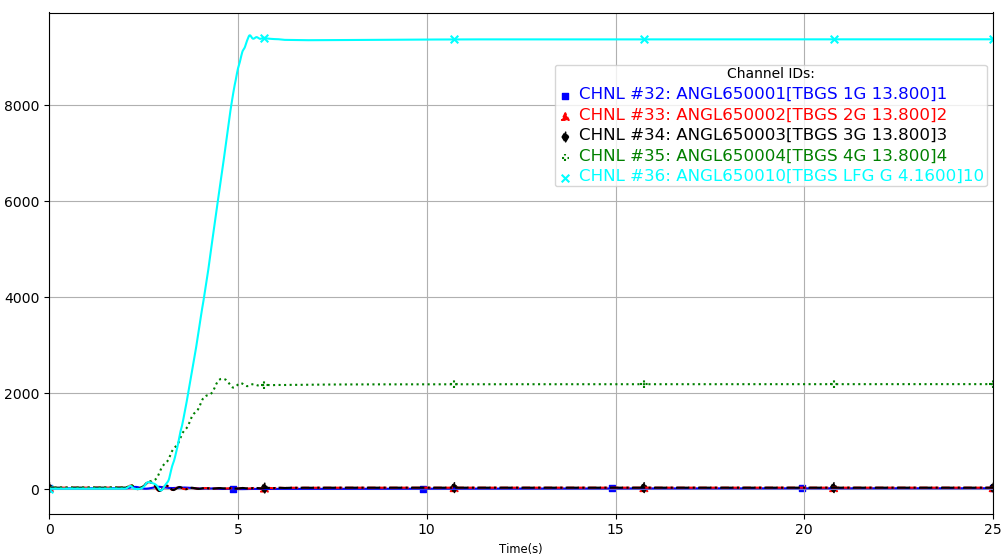 8000
6000
4000
2000
0
0
5
10
15
20
25
Time(s)
Channel IDs:
CHNL #32: ANGL650001[TBGS 1G 13.800]1
CHNL #33: ANGL650002[TBGS 2G 13.800]2
CHNL #34: ANGL650003[TBGS 3G 13.800]3
CHNL #35: ANGL650004[TBGS 4G 13.800]4
CHNL #36: ANGL650010[TBGS LFG G 4.1600]10